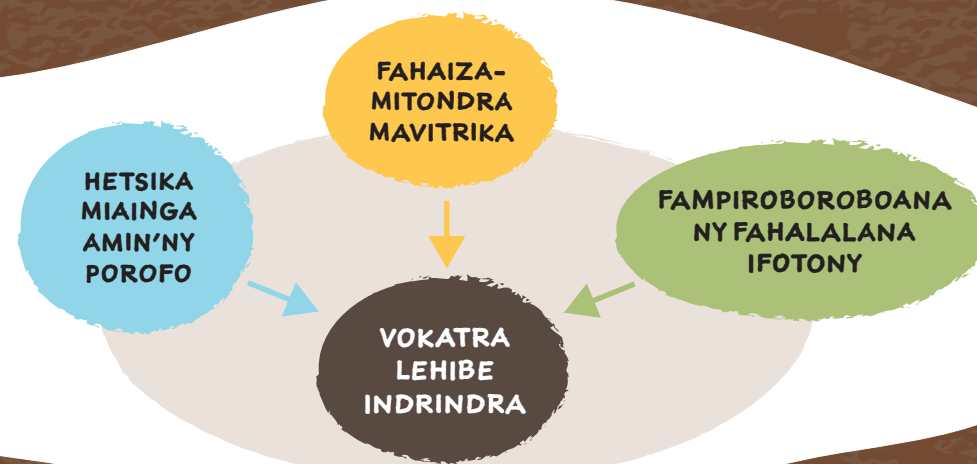 FAHAIZA-
MITONDRA
MAVITRIKA
HETSIKA
MIAINGA
AMIN'NY
POROFO
FAMPIROBOROBOANA
NY FAHALALANA
IFOTONY
VOKATRA
LEHIBE
INDRINDRA